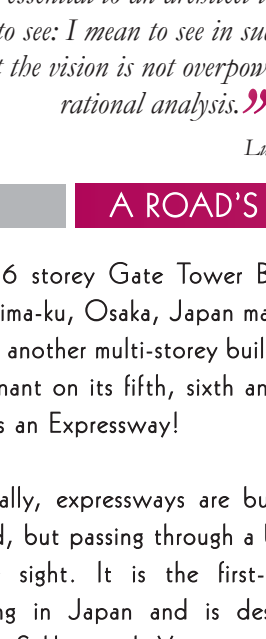 to see: I mean to see in su
t the vision is not overpow
rational analysis.”
Lu
A ROAD'S
6 storey Gate Tower B
ima-ku, Osaka, Japan ma
another multi-storey buil
nant on its fifth, sixth an
s an Expressway!
ally, expressways are bu
d, but passing through a b
sight. It is the first-
ng in Japan and is des